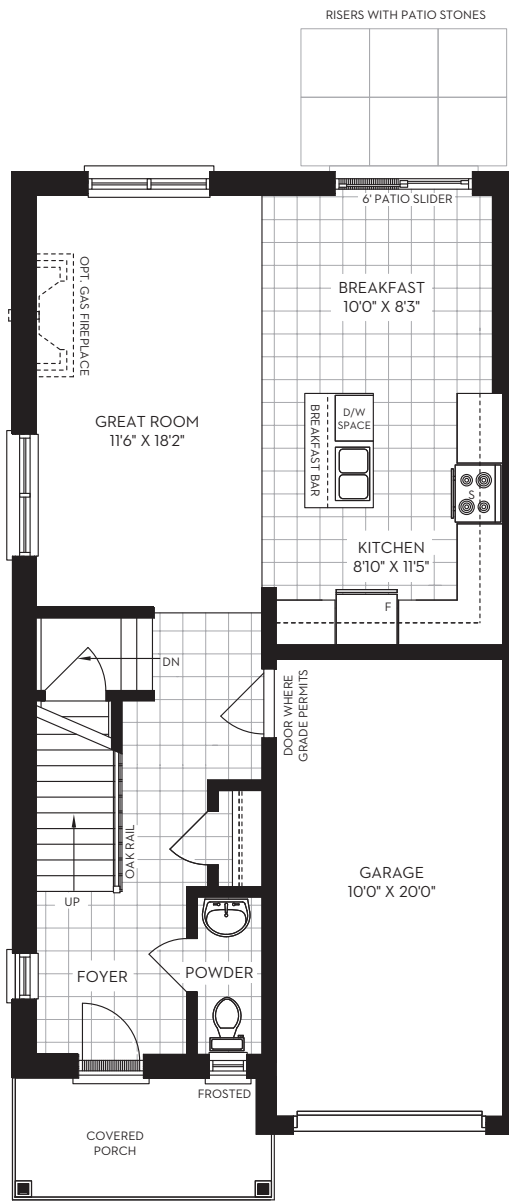 RISERS WITH PATIO STONES
6' PATIO SLIDER
OPT. GAS FIREPLACE
BREAKFAST
10'0" X 8'3"
GREAT ROOM
11'6" X 18'2"
BREAKFAST BAR
D/W
SPACE
S
KITCHEN
8'10" X 11'5"
F
DN
DOOR WHERE
GRADE PERMITS
OAK RAIL
UP
GARAGE
10'0" X 20'0"
FOYER
POWDER
FROSTED
COVERED
PORCH